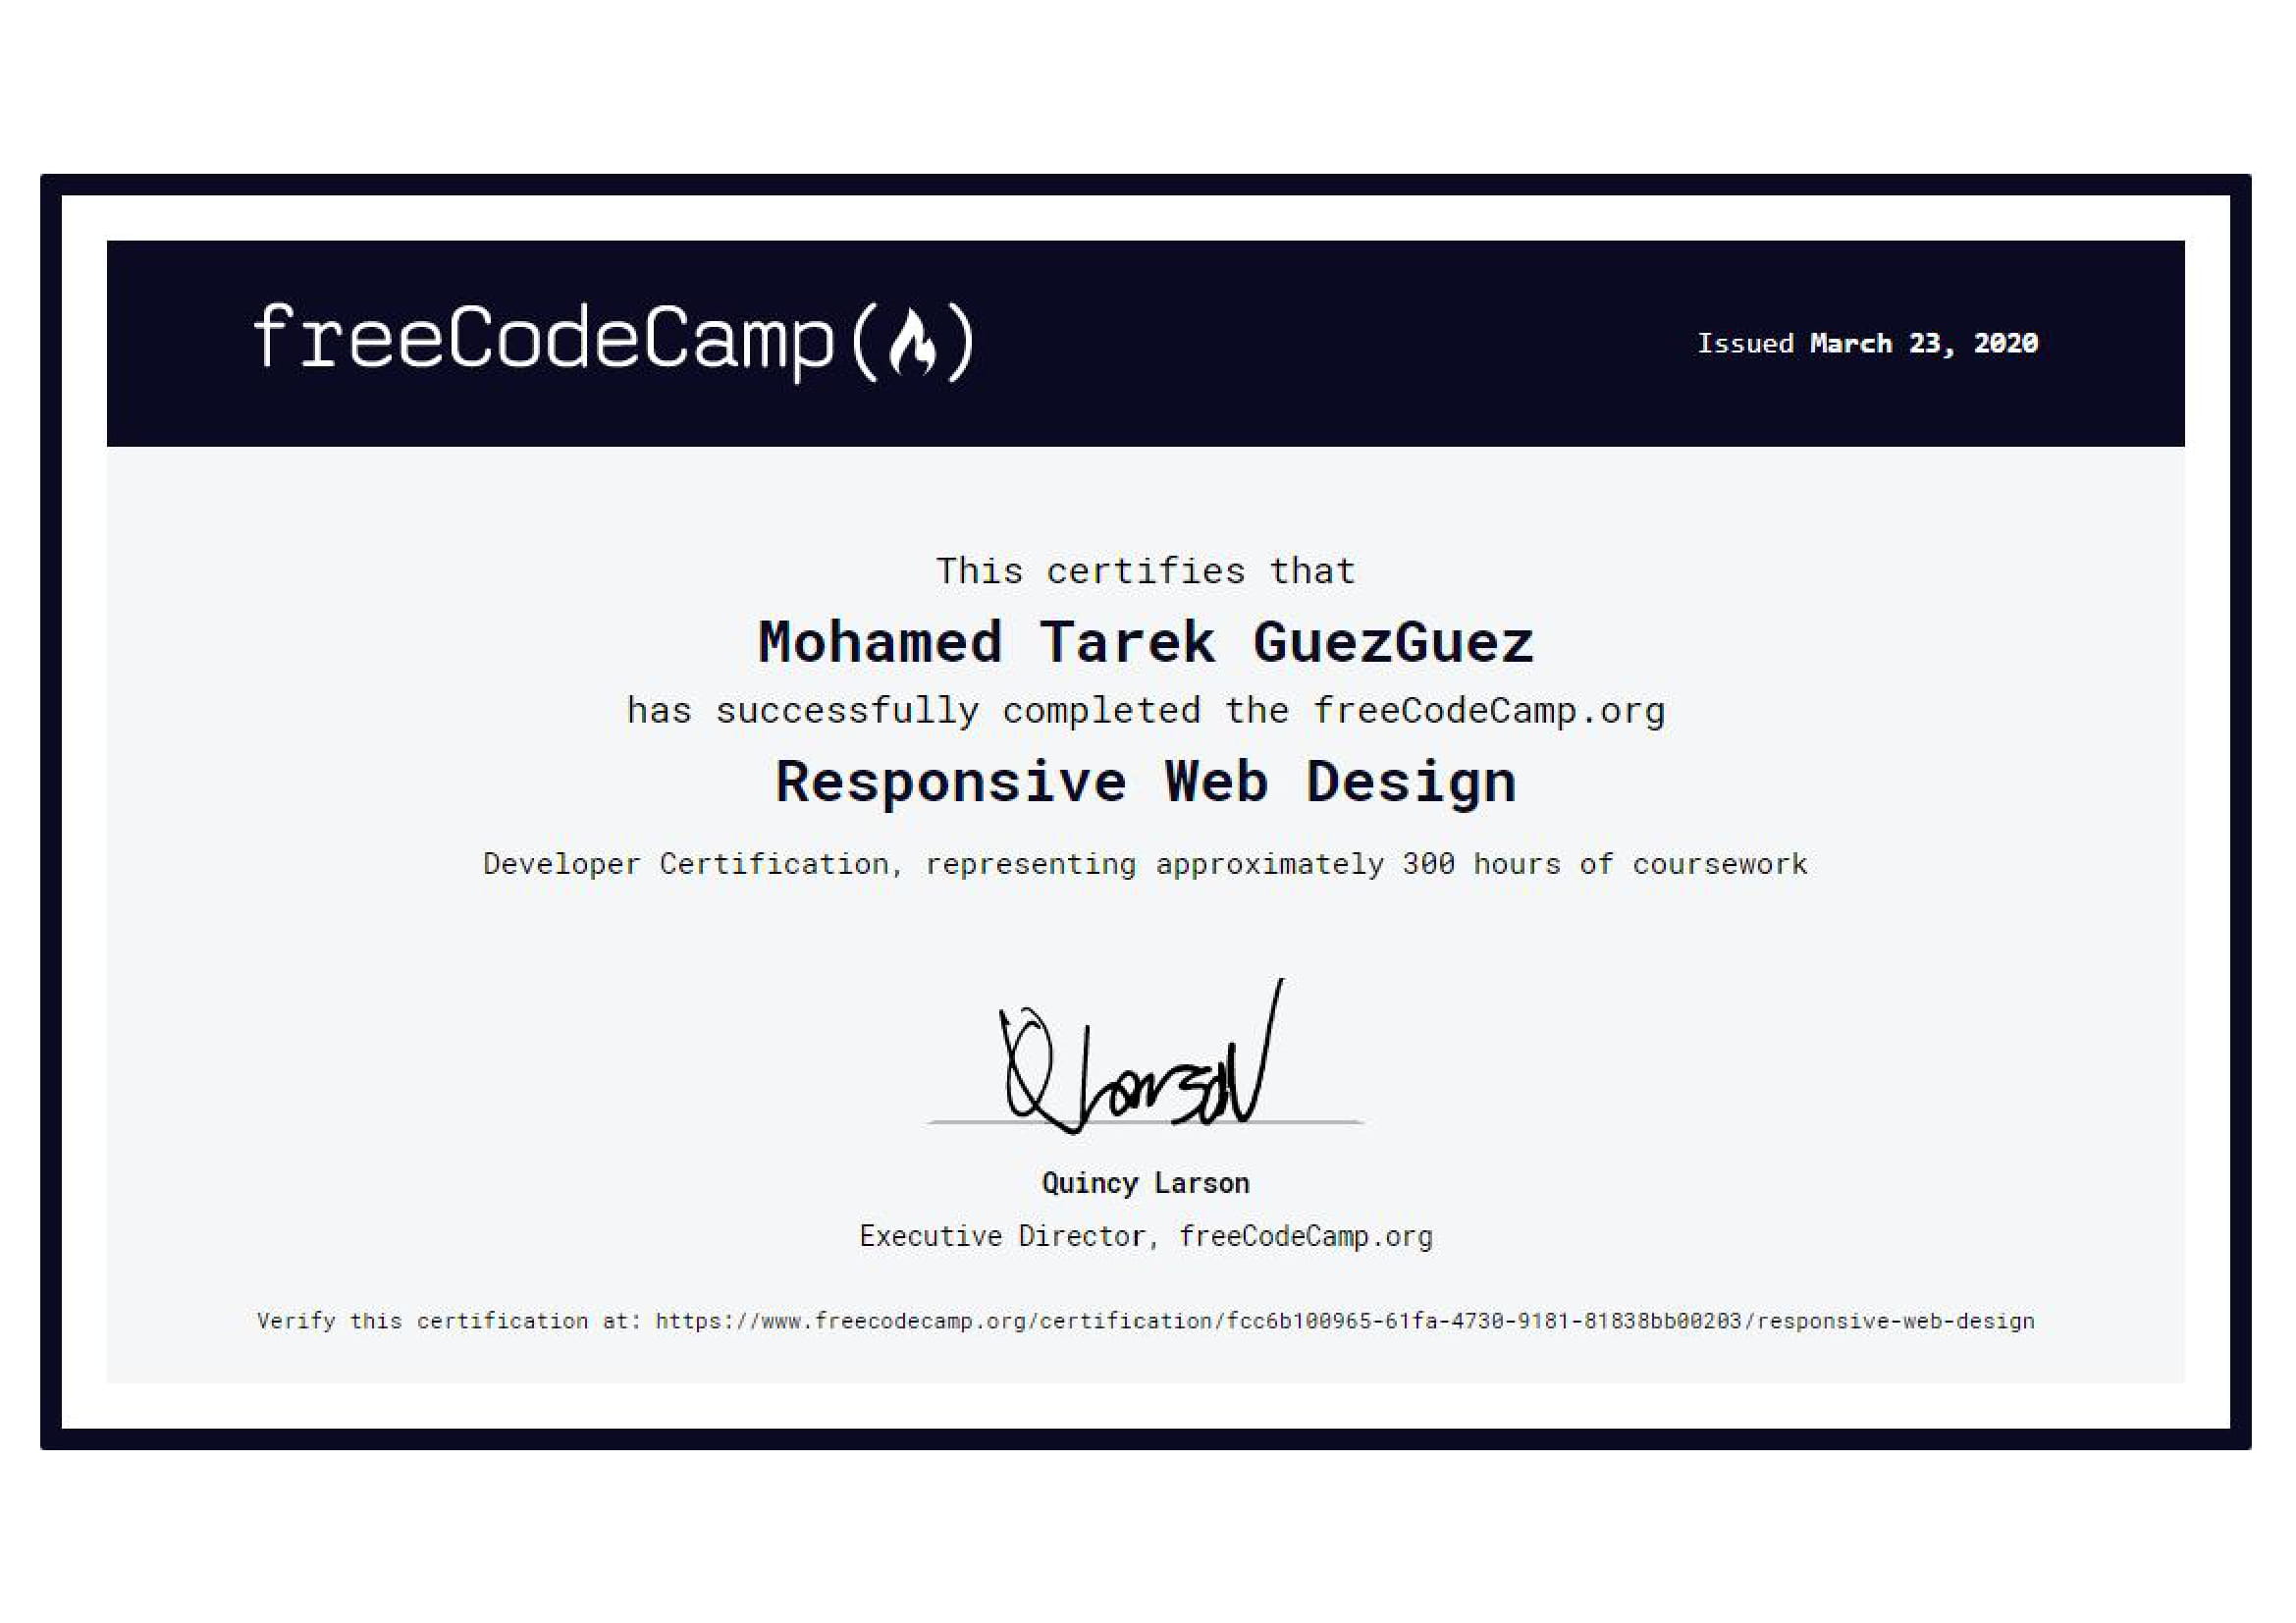 freeCodeCamp(🔥)
Issued March 23, 2020
This certifies that
Mohamed Tarek GuezGuez
has successfully completed the freeCodeCamp.org
Responsive Web Design
Developer Certification, representing approximately 300 hours of coursework
Q Larson
Quincy Larson
Executive Director, freeCodeCamp.org
Verify this certification at: https://www.freecodecamp.org/certification/fcc6b100965-61fa-4730-9181-81838bb00203/responsive-web-design